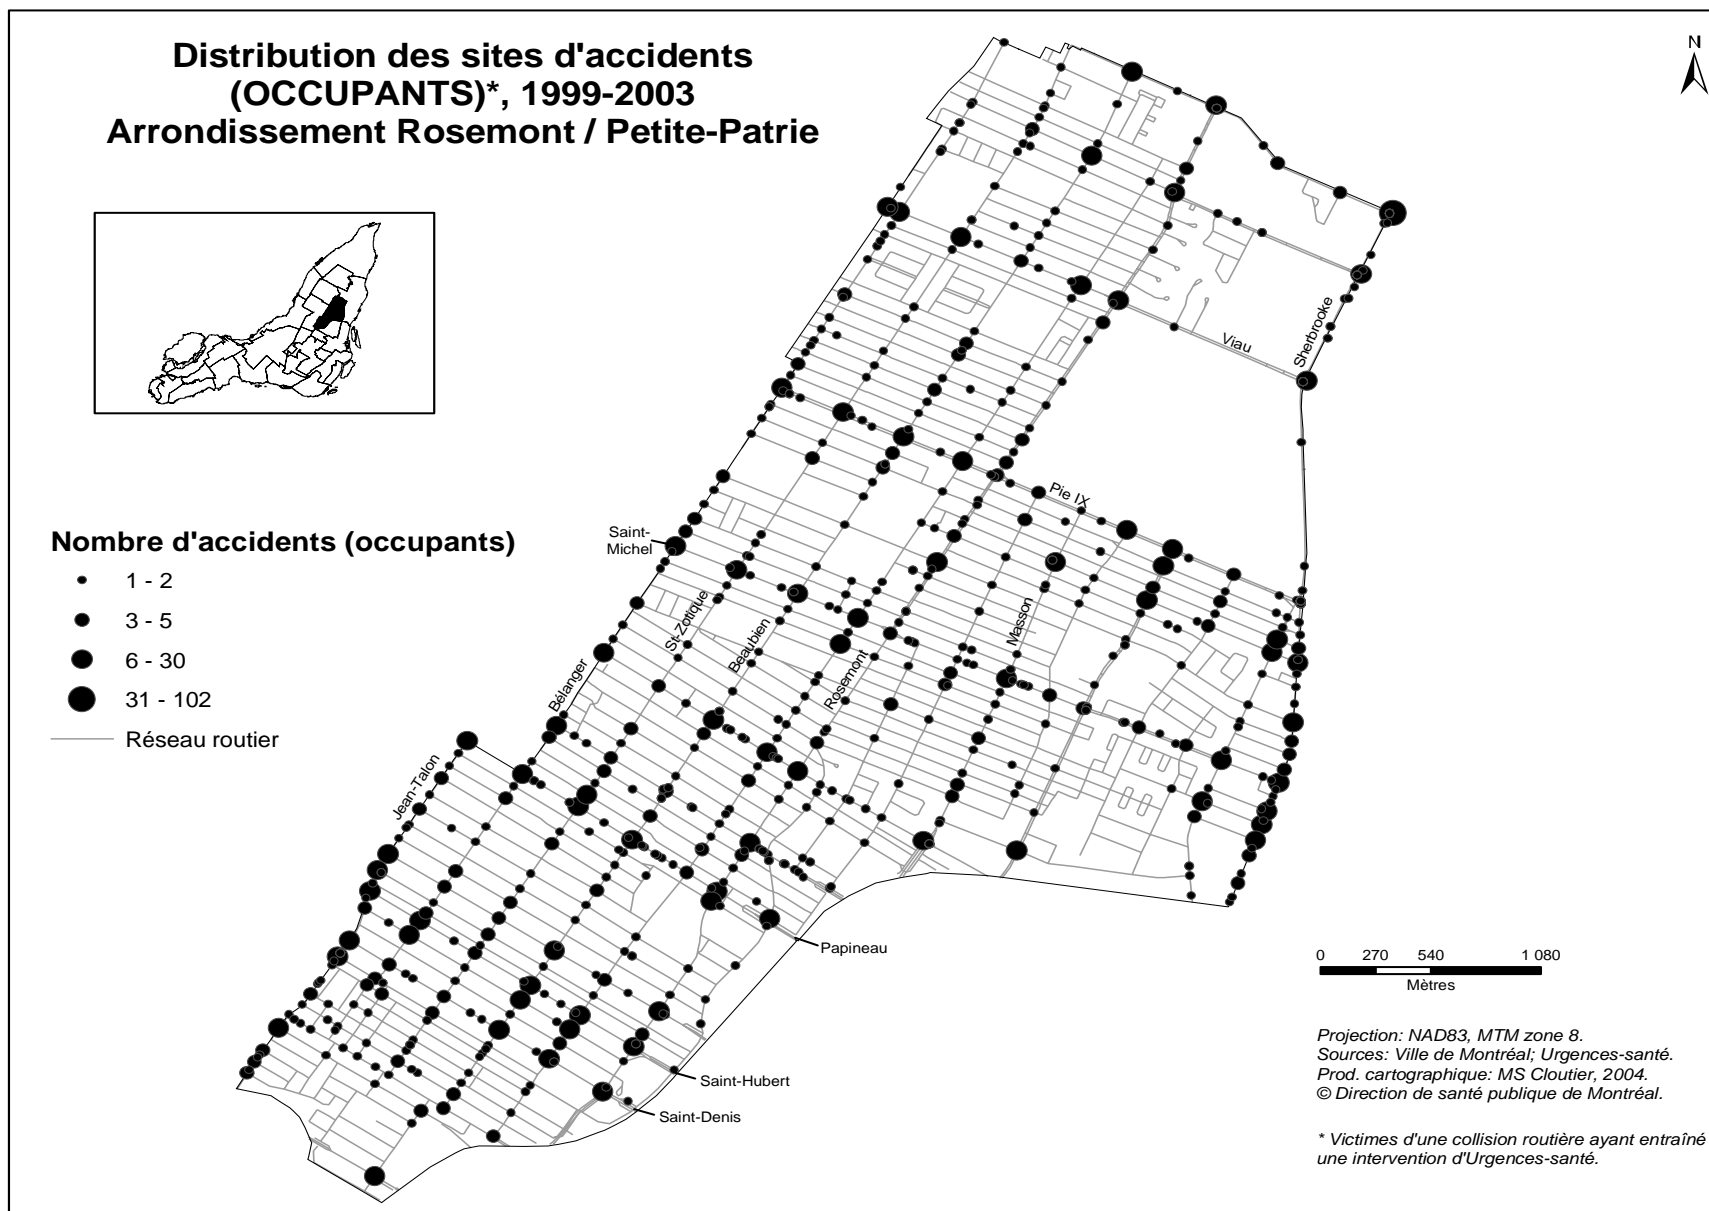 Distribution des sites d'accidents
(OCCUPANTS)*, 1999-2003
Arrondissement Rosemont / Petite-Patrie
N
Nombre d'accidents (occupants)
1 - 2
3 - 5
6 - 30
31 - 102
Réseau routier
Viau
Sherbrooke
Pie IX
Saint-
Michel
St-Zotique
Beaubien
Masson
Rosemont
Bélanger
Jean-Talon
Papineau
Saint-Hubert
Saint-Denis
0 270 540 1 080
Mètres
Projection: NAD83, MTM zone 8.
Sources: Ville de Montréal; Urgences-santé.
Prod. cartographique: MS Cloutier, 2004.
© Direction de santé publique de Montréal.
* Victimes d'une collision routière ayant entraîné
une intervention d'Urgences-santé.